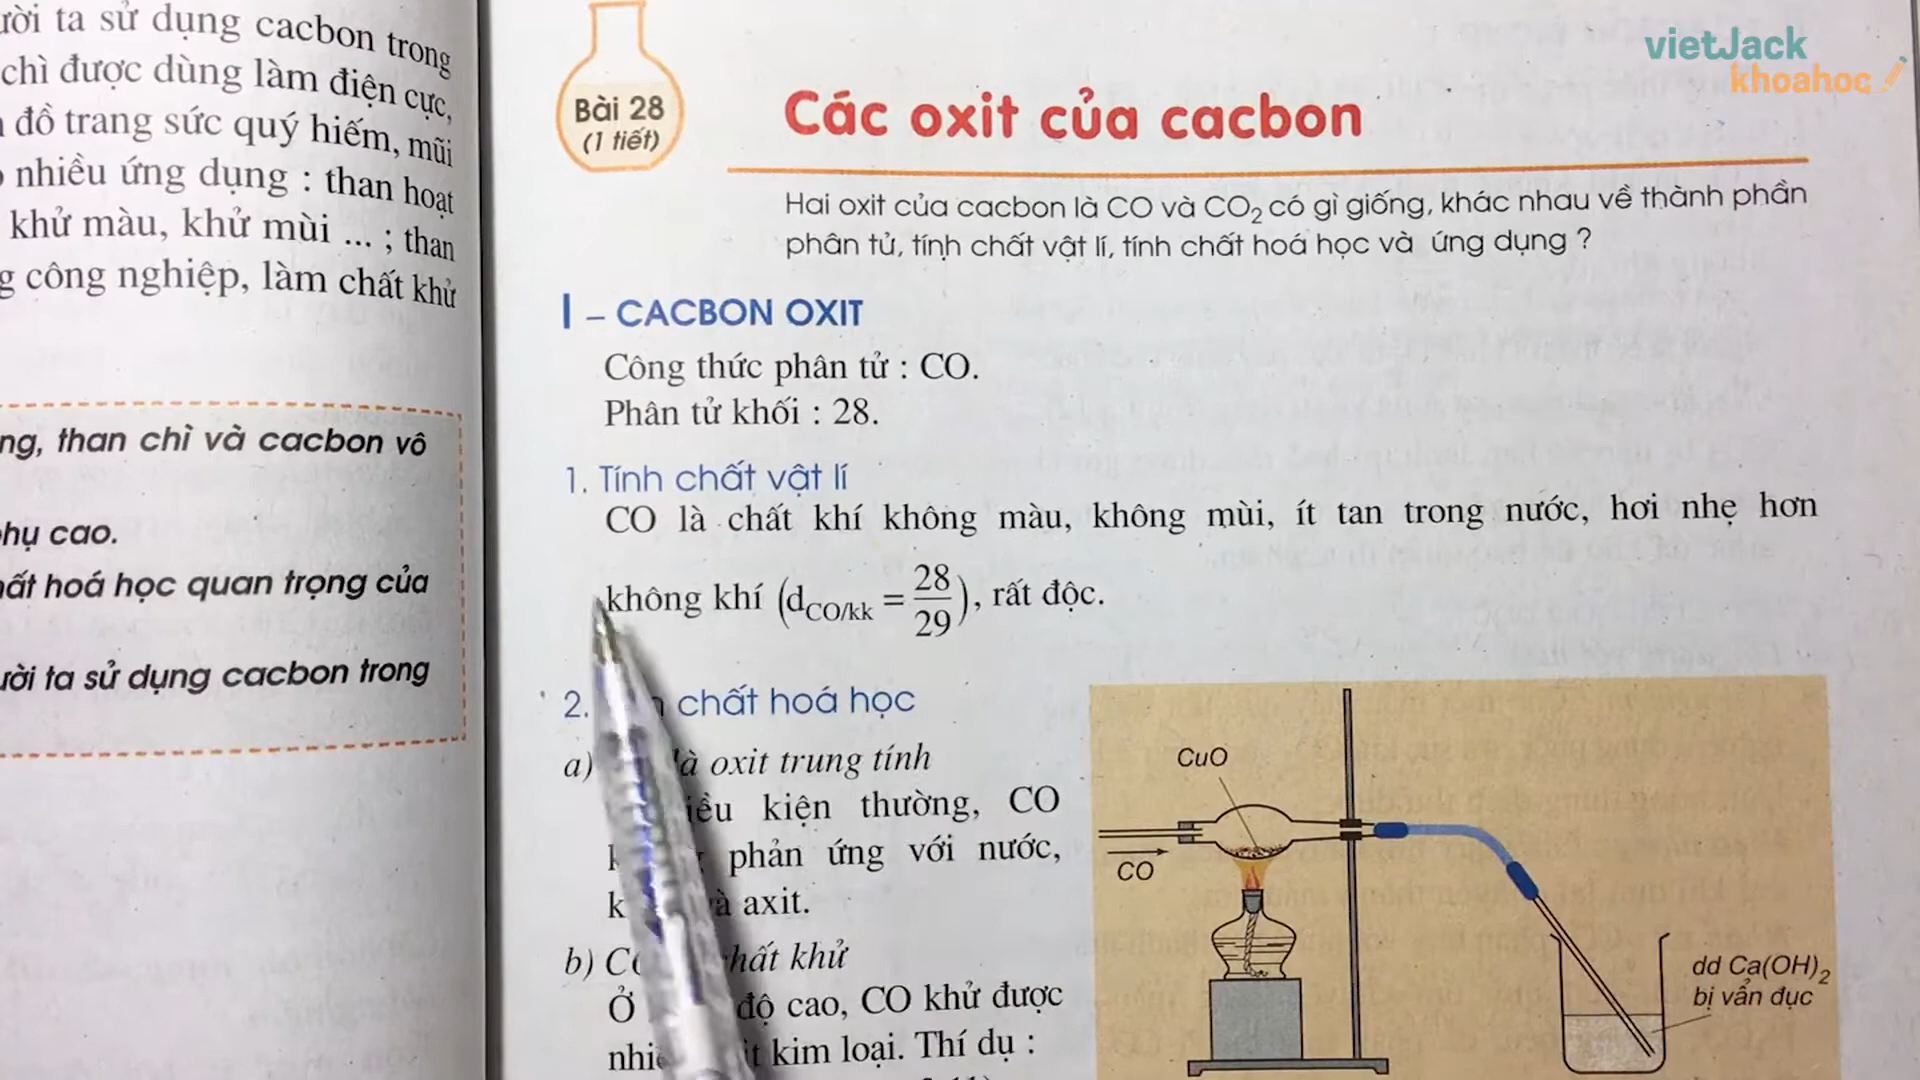 ười ta sử dụng cacbon trong
chì được dùng làm điện cực,
đồ trang sức quý hiếm, mũi
nhiều ứng dụng : than hoạt
khử màu, khử mùi ... ; than
g công nghiệp, làm chất khử
ng, than chì và cacbon vô
phụ cao.
hất hoá học quan trọng của
ười ta sử dụng cacbon trong
vietJack
khoahoc
Bài 28
(1 tiết)
Các oxit của cacbon
Hai oxit của cacbon là CO và CO₂ có gì giống, khác nhau về thành phần
phân tử, tính chất vật lí, tính chất hoá học và ứng dụng ?
I – CACBON OXIT
Công thức phân tử : CO.
Phân tử khối : 28.
1. Tính chất vật lí
CO là chất khí không màu, không mùi, ít tan trong nước, hơi nhẹ hơn
không khí (d_CO/kk = 28/29), rất độc.
2. chất hoá học
a) là oxit trung tính
kiện thường, CO
phản ứng với nước,
axit.
b) chất khử
Ở độ cao, CO khử được
kim loại. Thí dụ :
CuO
CO
dd Ca(OH)₂
bị vẩn đục